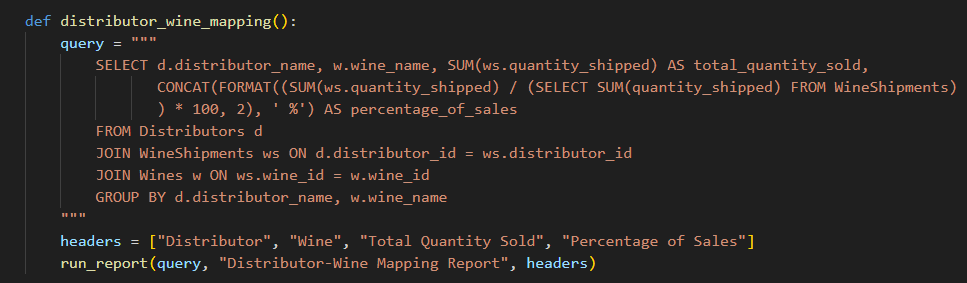 def distributor_wine_mapping():
    query = """
        SELECT d.distributor_name, w.wine_name, SUM(ws.quantity_shipped) AS total_quantity_sold,
               CONCAT(FORMAT((SUM(ws.quantity_shipped) / (SELECT SUM(quantity_shipped) FROM WineShipments)
               ) * 100, 2), ' %') AS percentage_of_sales
        FROM Distributors d
        JOIN WineShipments ws ON d.distributor_id = ws.distributor_id
        JOIN Wines w ON ws.wine_id = w.wine_id
        GROUP BY d.distributor_name, w.wine_name
    """
    headers = ["Distributor", "Wine", "Total Quantity Sold", "Percentage of Sales"]
    run_report(query, "Distributor-Wine Mapping Report", headers)